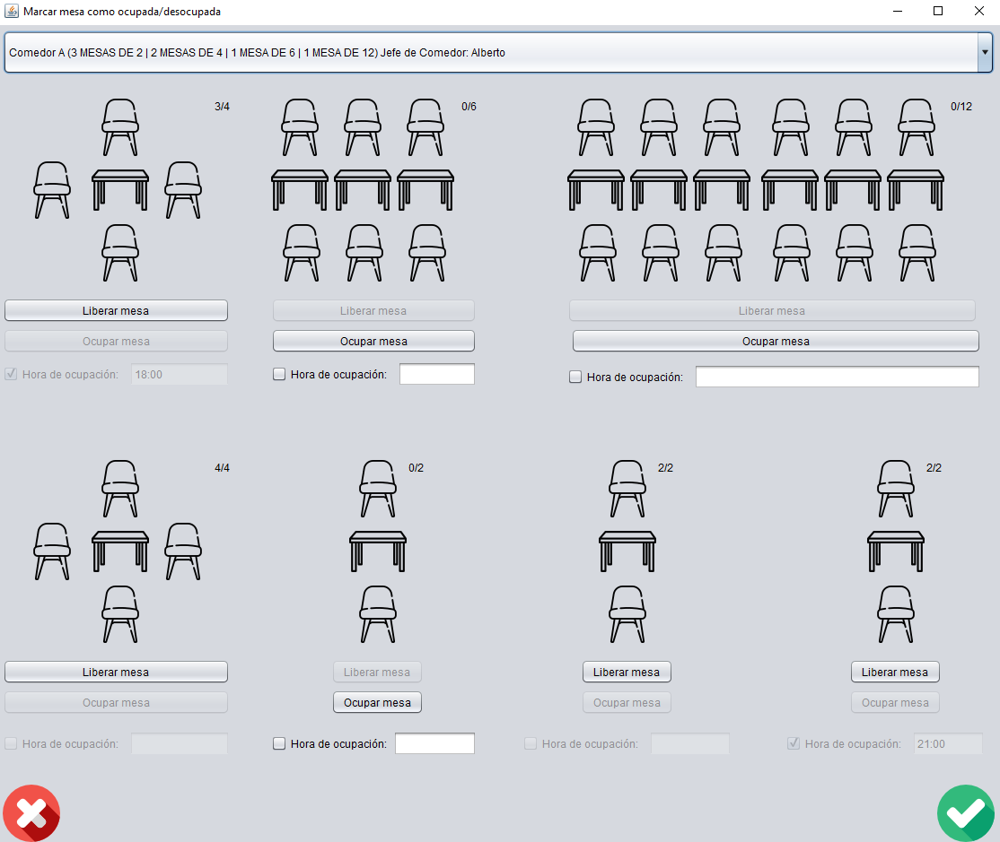 Marcar mesa como ocupada/desocupada
Comedor A (3 MESAS DE 2 | 2 MESAS DE 4 | 1 MESA DE 6 | 1 MESA DE 12) Jefe de Comedor: Alberto
3/4
0/6
0/12
Liberar mesa
Liberar mesa
Liberar mesa
Ocupar mesa
Ocupar mesa
Ocupar mesa
Hora de ocupación: 18:00
Hora de ocupación:
Hora de ocupación:
4/4
0/2
2/2
2/2
Liberar mesa
Liberar mesa
Liberar mesa
Liberar mesa
Ocupar mesa
Ocupar mesa
Ocupar mesa
Ocupar mesa
Hora de ocupación:
Hora de ocupación:
Hora de ocupación:
Hora de ocupación: 21:00